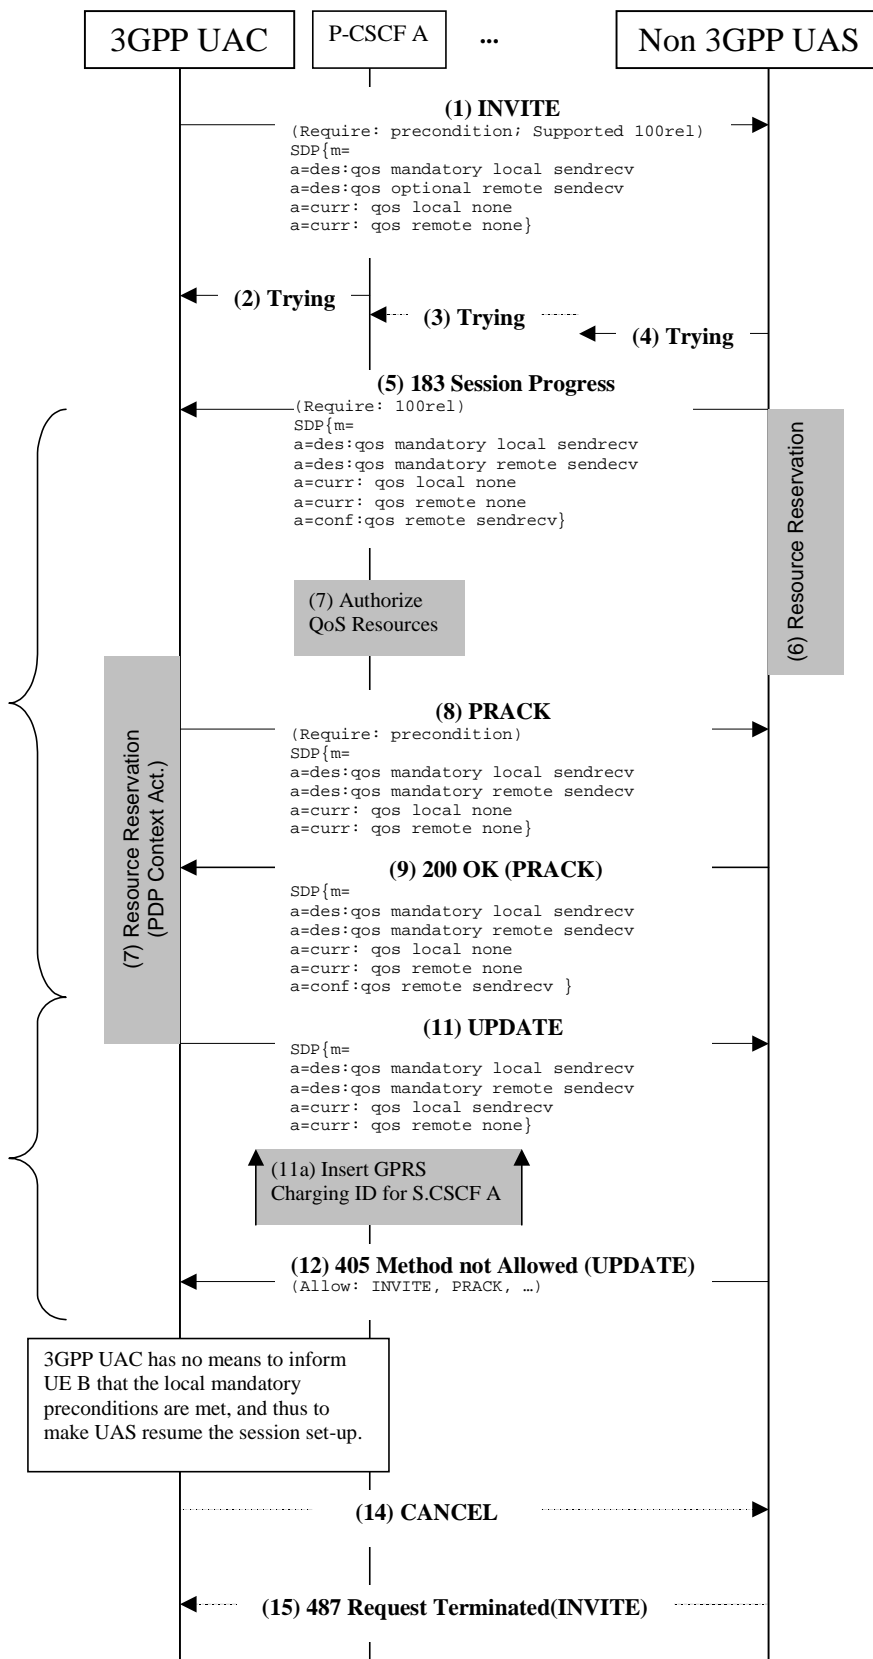 3GPP UAC
P-CSCF A
...
Non 3GPP UAS
(1) INVITE
(Require: precondition; Supported 100rel)
SDP{m=
a=des:qos mandatory local sendrecv
a=des:qos optional remote sendecv
a=curr: qos local none
a=curr: qos remote none}
(2) Trying
(3) Trying
(4) Trying
(5) 183 Session Progress
(Require: 100rel)
SDP{m=
a=des:qos mandatory local sendrecv
a=des:qos mandatory remote sendecv
a=curr: qos local none
a=curr: qos remote none
a=conf:qos remote sendrecv}
(6) Resource Reservation
(7) Authorize
QoS Resources
(7) Resource Reservation
(PDP Context Act.)
(8) PRACK
(Require: precondition)
SDP{m=
a=des:qos mandatory local sendrecv
a=des:qos mandatory remote sendecv
a=curr: qos local none
a=curr: qos remote none}
(9) 200 OK (PRACK)
SDP{m=
a=des:qos mandatory local sendrecv
a=des:qos mandatory remote sendecv
a=curr: qos local none
a=curr: qos remote none
a=conf:qos remote sendrecv }
(11) UPDATE
SDP{m=
a=des:qos mandatory local sendrecv
a=des:qos mandatory remote sendecv
a=curr: qos local sendrecv
a=curr: qos remote none}
(11a) Insert GPRS
Charging ID for S.CSCF A
(12) 405 Method not Allowed (UPDATE)
(Allow: INVITE, PRACK, …)
3GPP UAC has no means to inform
UE B that the local mandatory
preconditions are met, and thus to
make UAS resume the session set-up.
(14) CANCEL
(15) 487 Request Terminated(INVITE)